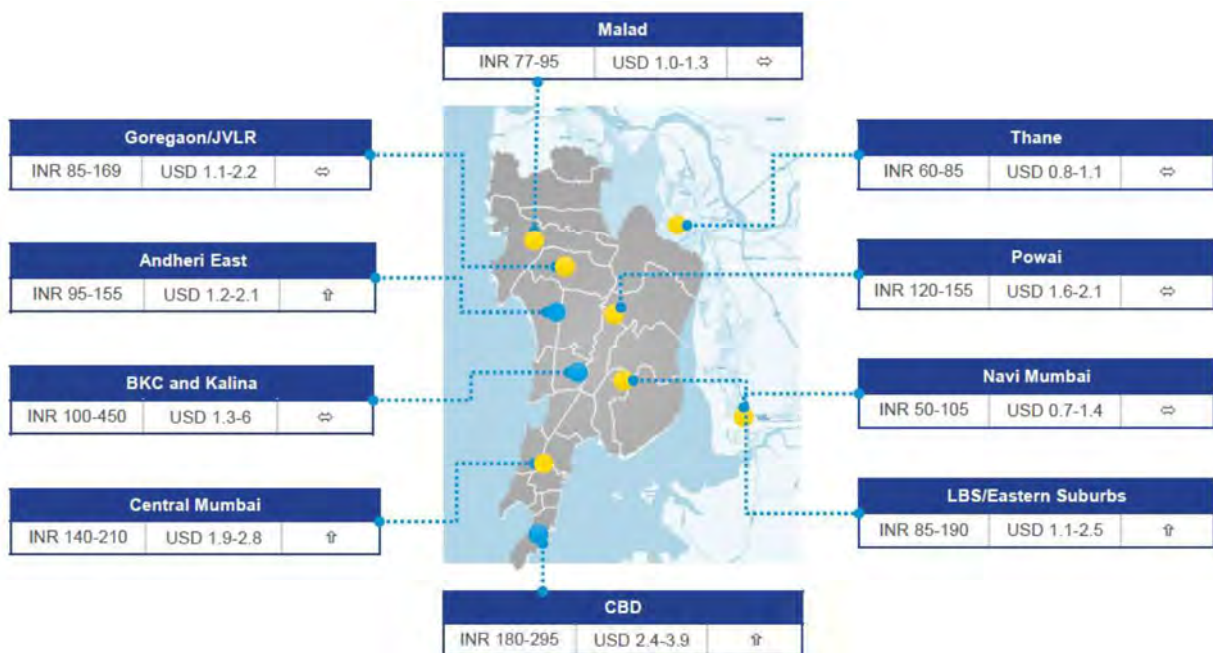 Malad
INR 77-95 USD 1.0-1.3 ⇔
Goregaon/JVLR
INR 85-169 USD 1.1-2.2 ⇔
Thane
INR 60-85 USD 0.8-1.1 ⇔
Andheri East
INR 95-155 USD 1.2-2.1 ⇧
Powai
INR 120-155 USD 1.6-2.1 ⇔
BKC and Kalina
INR 100-450 USD 1.3-6 ⇔
Navi Mumbai
INR 50-105 USD 0.7-1.4 ⇔
Central Mumbai
INR 140-210 USD 1.9-2.8 ⇧
LBS/Eastern Suburbs
INR 85-190 USD 1.1-2.5 ⇧
CBD
INR 180-295 USD 2.4-3.9 ⇧